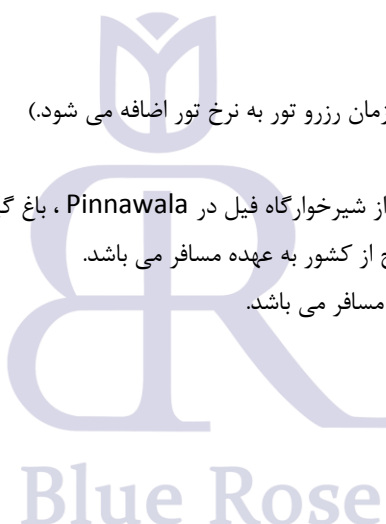 زمان رزرو تور به نرخ تور اضافه می شود.)
از شیرخوارگاه فیل در Pinnawala ، باغ
از کشور به عهده مسافر می باشد.
مسافر می باشد.
Blue Rose